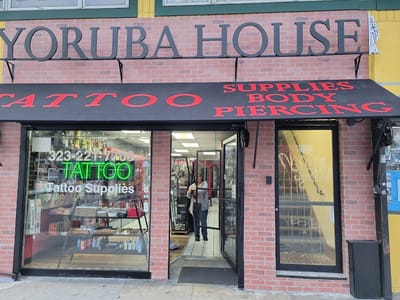 YORUBA HOUSE
TATTOO
SUPPLIES
BODY
PIERCING
TATTOO
Tattoo Supplies